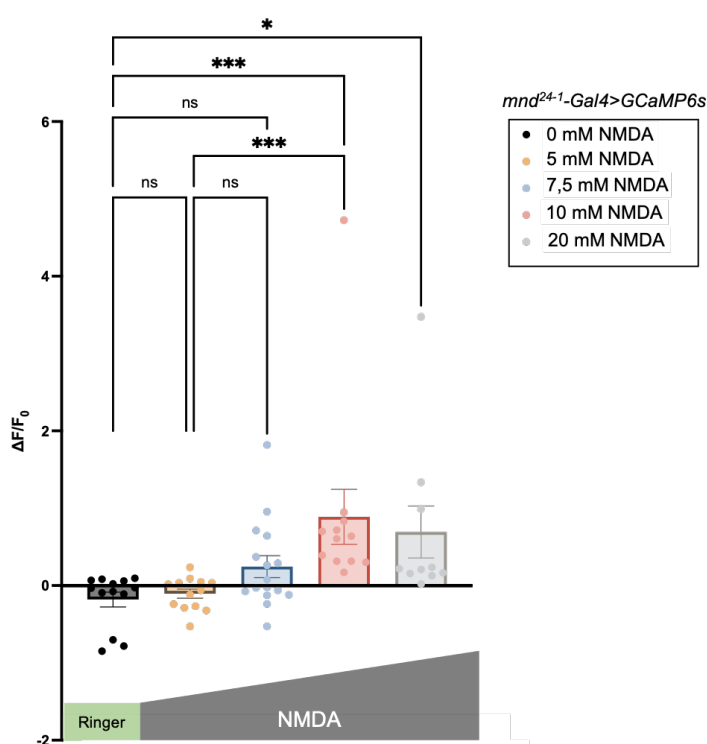 *
***
ns
***
ns
ns
mnd24-1-Gal4>GCaMP6s
0 mM NMDA
5 mM NMDA
7,5 mM NMDA
10 mM NMDA
20 mM NMDA
6
4
2
0
-2
ΔF/F0
Ringer
NMDA